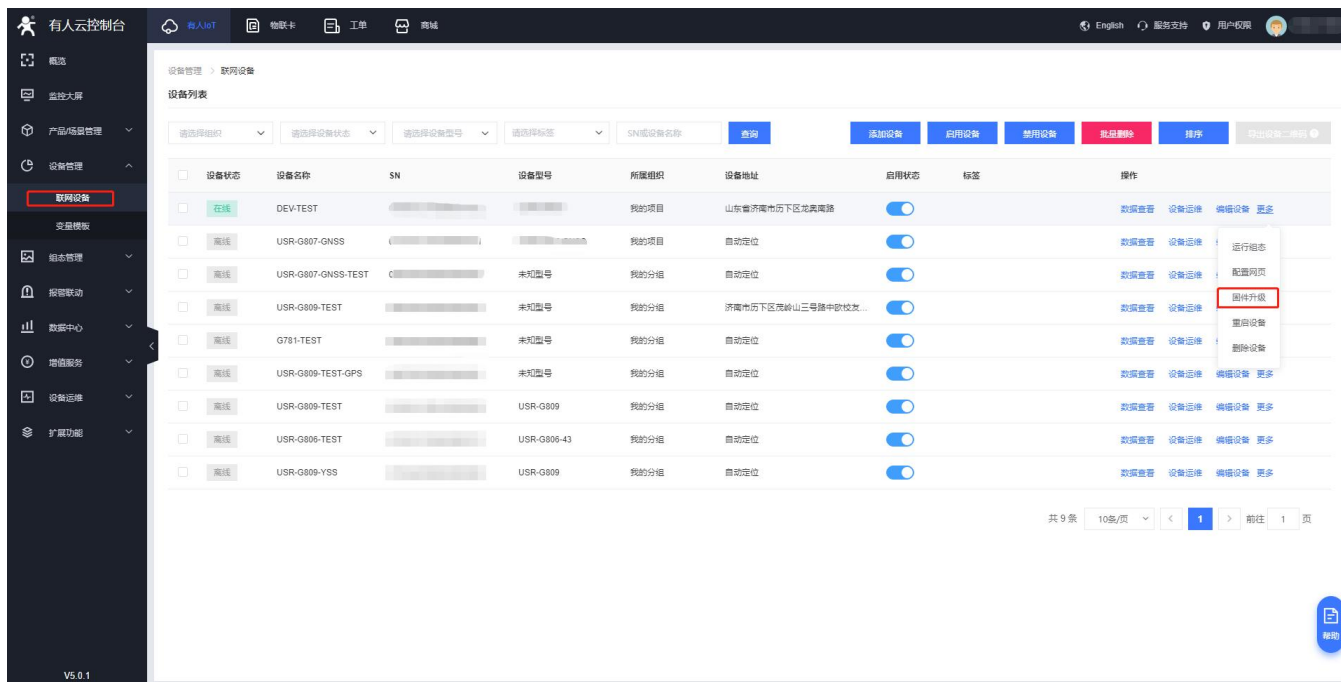 有人云控制台
有人IoT 物联卡 工单 商城 English 服务支持 用户权限
概览
监控大屏
产品/场景管理
设备管理
联网设备
变量模板
组态管理
报警联动
数据中心
增值服务
设备运维
扩展功能
V5.0.1
设备管理 > 联网设备
设备列表
请选择组织 请选择设备状态 请选择设备型号 请选择标签 SN或设备名称 查询 添加设备 启用设备 禁用设备 批量删除 排序 导出设备二维码
设备状态 设备名称 SN 设备型号 所属组织 设备地址 启用状态 标签 操作
在线 DEV-TEST 我的项目 山东省济南市历下区龙奥南路 数据查看 设备运维 编辑设备 更多
离线 USR-G807-GNSS 我的项目 自动定位 数据查看 设备运维
离线 USR-G807-GNSS-TEST 未知型号 我的分组 自动定位 数据查看 设备运维
离线 USR-G809-TEST 未知型号 我的分组 济南市历下区茂岭山三号路中欧校友... 数据查看 设备运维
离线 G781-TEST 未知型号 我的分组 自动定位 数据查看 设备运维
离线 USR-G809-TEST-GPS 未知型号 我的分组 自动定位 数据查看 设备运维 编辑设备 更多
离线 USR-G809-TEST USR-G809 我的分组 自动定位 数据查看 设备运维 编辑设备 更多
离线 USR-G806-TEST USR-G806-43 我的分组 自动定位 数据查看 设备运维 编辑设备 更多
离线 USR-G809-YSS USR-G809 我的分组 自动定位 数据查看 设备运维 编辑设备 更多
运行组态
配置网页
固件升级
重启设备
删除设备
共 9 条 10条/页 < 1 > 前往 1 页
帮助